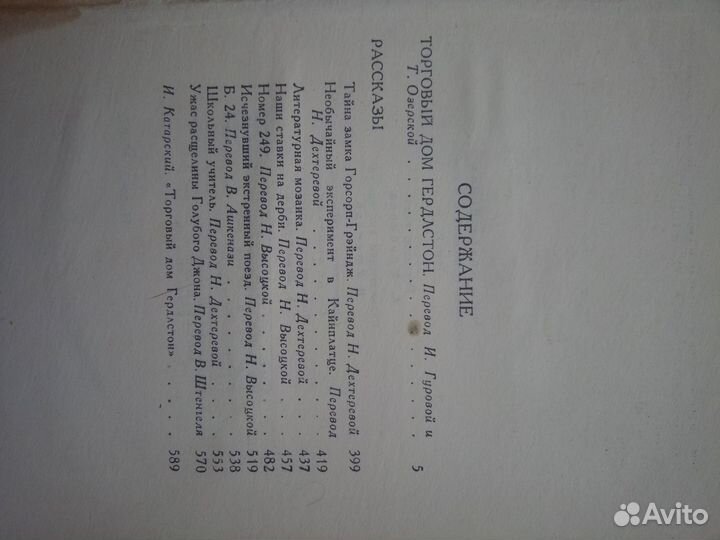 СОДЕРЖАНИЕ
ТОРГОВЫЙ ДОМ ГЕРДЛСТОН. Перевод И. Гуровой и
Т. Озерской . . . . . . . . . . . . . 5
РАССКАЗЫ
Тайна замка Горсорп-Грэйндж. Перевод Н. Дехтеревой 399
Необычайный эксперимент в Кайнплатце. Перевод
Н. Дехтеревой . . . . . . . . . . 419
Литературная мозаика. Перевод Н. Дехтеревой . . 437
Наши ставки на дерби. Перевод Н. Высоцкой . . . 457
Номер 249. Перевод Н. Высоцкой . . . . . . 482
Исчезнувший экстренный поезд. Перевод Н. Высоцкой 519
Б. 24. Перевод В. Ашкенази . . . . . . . . 538
Школьный учитель. Перевод Н. Дехтеревой . . . . 553
Ужас расщелины Голубого Джона. Перевод В. Штенгеля 570
И. Катарский. «Торговый дом Гердлстон» . . . . . 589
Avito